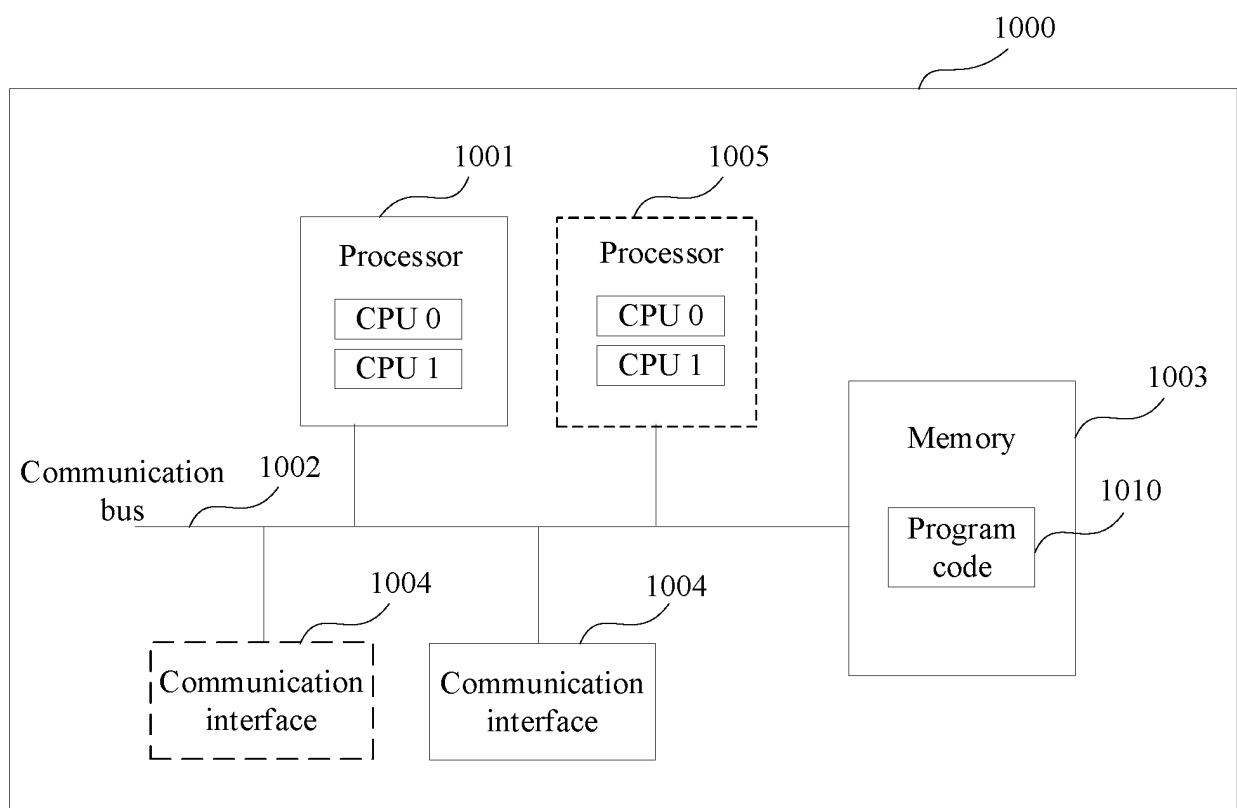 1000
1001
1005
Processor
CPU 0
CPU 1
Processor
CPU 0
CPU 1
1003
Memory
1010
Program
code
Communication
bus
1002
1004
Communication
interface
1004
Communication
interface